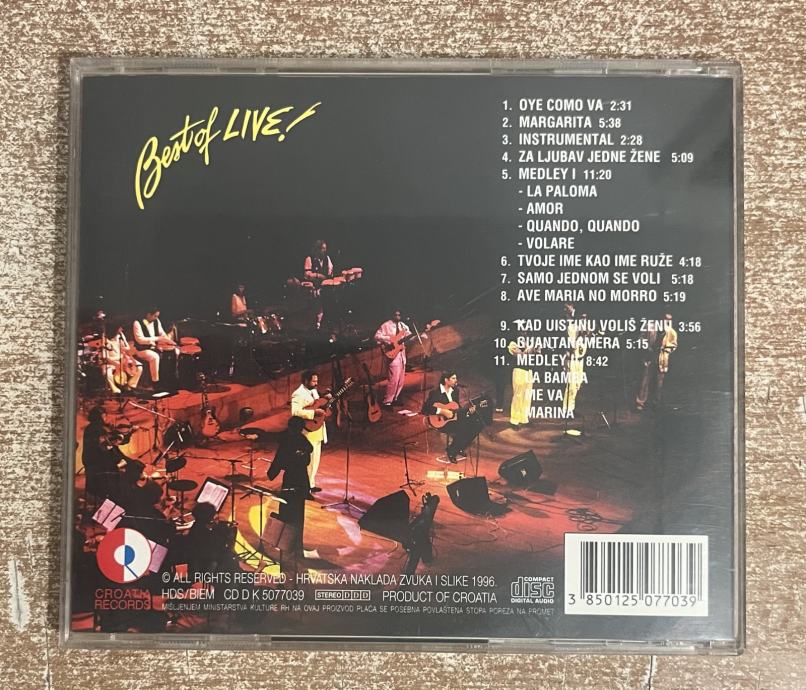 Best of LIVE!
1. OYE COMO VA 2:31
2. MARGARITA 5:38
3. INSTRUMENTAL 2:28
4. ZA LJUBAV JEDNE ŽENE 5:09
5. MEDLEY I 11:20
- LA PALOMA
- AMOR
- QUANDO, QUANDO
- VOLARE
6. TVOJE IME KAO IME RUŽE 4:18
7. SAMO JEDNOM SE VOLI 5:18
8. AVE MARIA NO MORRO 5:19
9. KAD UISTINU VOLIŠ ŽENU 3:56
10. GUANTANAMERA 5:15
11. MEDLEY 8:42
- LA BAMBA
- ME VA
- MARINA
CROATIA
RECORDS
© ALL RIGHTS RESERVED - HRVATSKA NAKLADA ZVUKA I SLIKE 1996.
HDS/BIEM CD D K 5077039 STEREO DDD PRODUCT OF CROATIA
MIŠLJENJEM MINISTARSTVA KULTURE RH NA OVAJ PROIZVOD PLAĆA SE POSEBNA POVLAŠTENA STOPA POREZA NA PROMET
COMPACT
disc
DIGITAL AUDIO
3 850125 077039